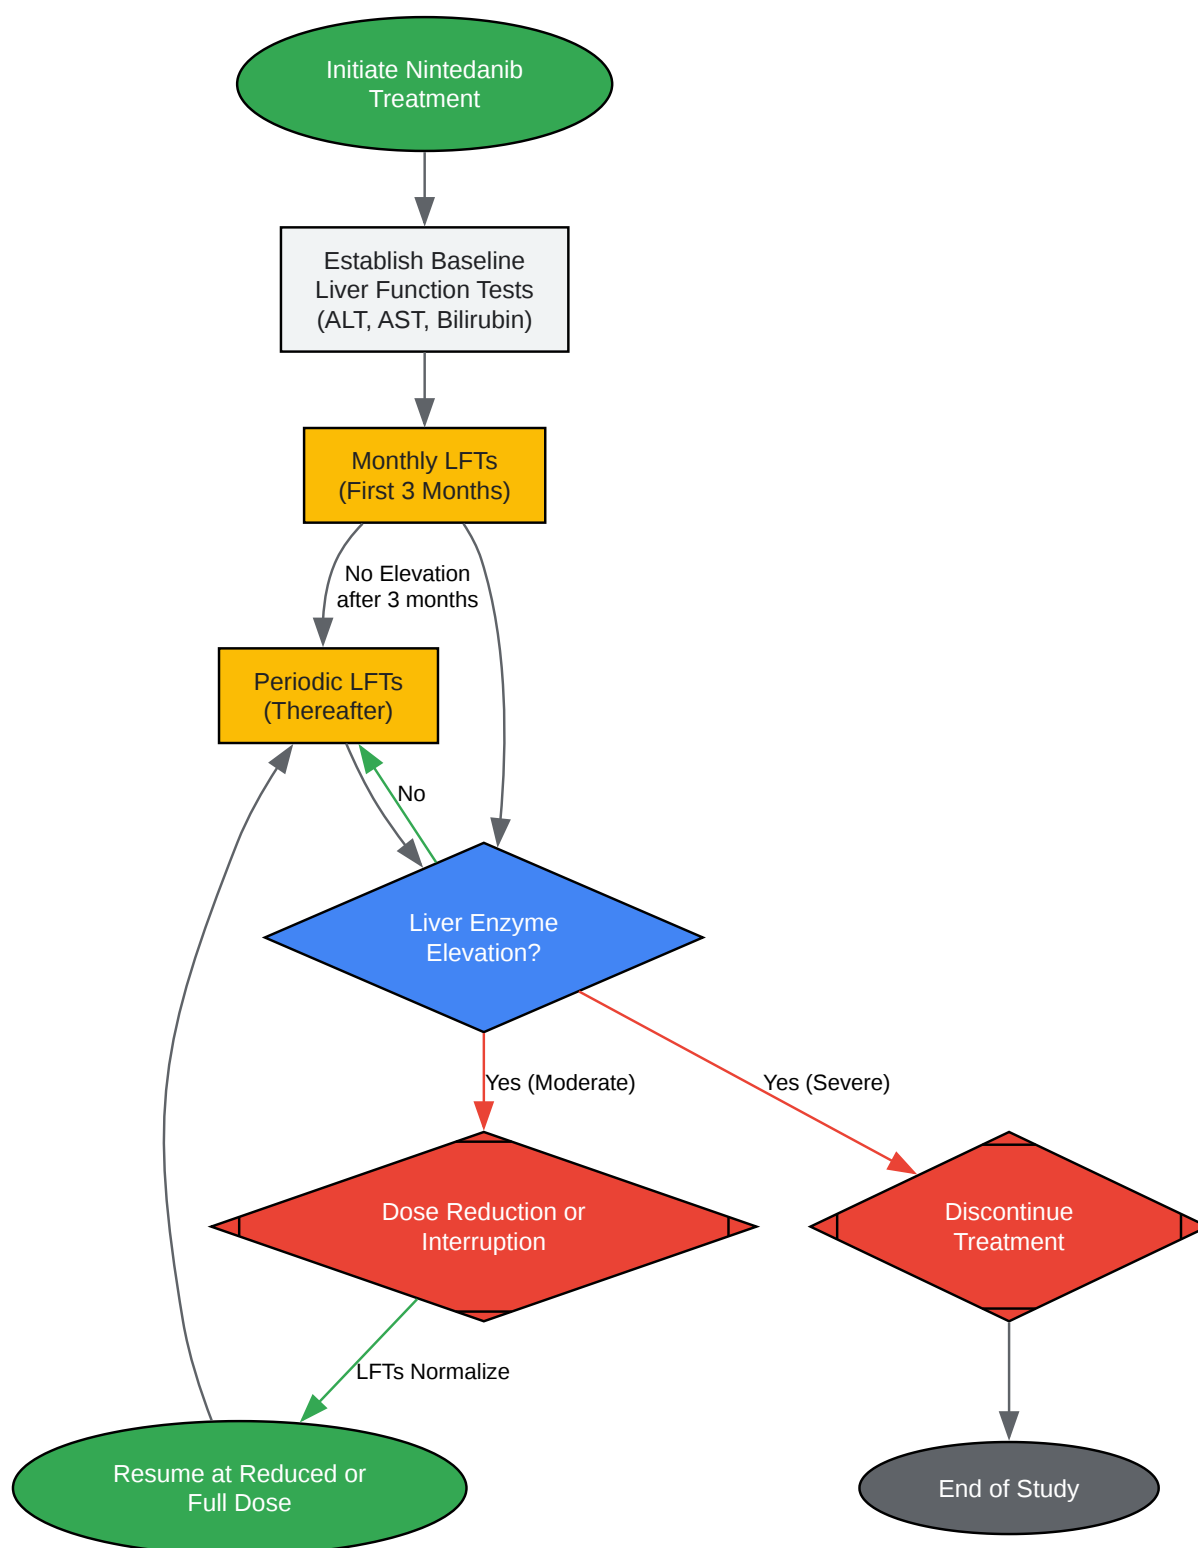 Initiate Nintedanib
Treatment
Establish Baseline
Liver Function Tests
(ALT, AST, Bilirubin)
Monthly LFTs
(First 3 Months)
No Elevation
after 3 months
Periodic LFTs
(Thereafter)
No
Liver Enzyme
Elevation?
Yes (Moderate)
Yes (Severe)
Dose Reduction or
Interruption
Discontinue
Treatment
LFTs Normalize
Resume at Reduced or
Full Dose
End of Study